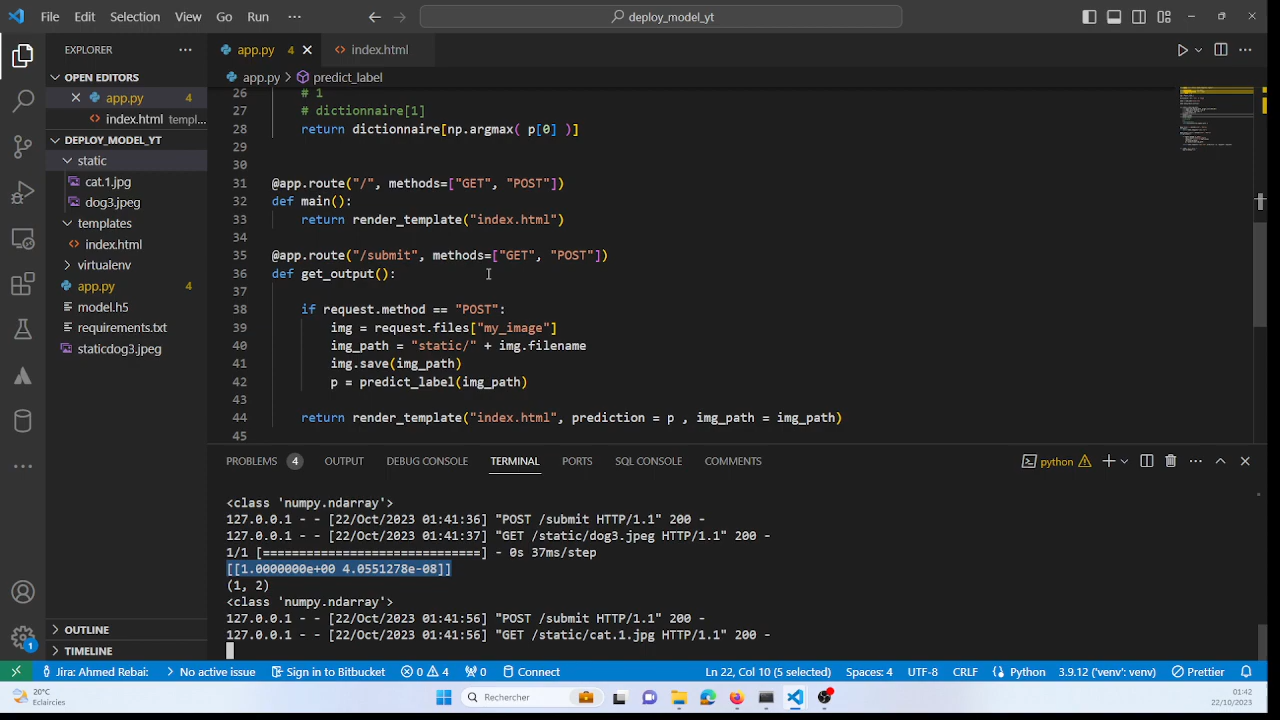 File Edit Selection View Go Run ··· deploy_model_yt
EXPLORER ···
app.py 4
index.html
OPEN EDITORS
app.py 4
index.html templ...
DEPLOY_MODEL_YT
static
cat.1.jpg
dog3.jpeg
templates
index.html
virtualenv
app.py 4
model.h5
requirements.txt
staticdog3.jpeg
OUTLINE
TIMELINE
app.py > predict_label
26 # 1
27 # dictionnaire[1]
28 return dictionnaire[np.argmax( p[0] )]
29
30
31 @app.route("/", methods=["GET", "POST"])
32 def main():
33 return render_template("index.html")
34
35 @app.route("/submit", methods=["GET", "POST"])
36 def get_output():
37
38 if request.method == "POST":
39 img = request.files["my_image"]
40 img_path = "static/" + img.filename
41 img.save(img_path)
42 p = predict_label(img_path)
43
44 return render_template("index.html", prediction = p , img_path = img_path)
45
PROBLEMS 4 OUTPUT DEBUG CONSOLE TERMINAL PORTS SQL CONSOLE COMMENTS python
<class 'numpy.ndarray'>
127.0.0.1 - - [22/Oct/2023 01:41:36] "POST /submit HTTP/1.1" 200 -
127.0.0.1 - - [22/Oct/2023 01:41:37] "GET /static/dog3.jpeg HTTP/1.1" 200 -
1/1 [==============================] - 0s 37ms/step
[[1.0000000e+00 4.0551278e-08]]
(1, 2)
<class 'numpy.ndarray'>
127.0.0.1 - - [22/Oct/2023 01:41:56] "POST /submit HTTP/1.1" 200 -
127.0.0.1 - - [22/Oct/2023 01:41:56] "GET /static/cat.1.jpg HTTP/1.1" 200 -
1
Jira: Ahmed Rebai: No active issue Sign in to Bitbucket 0 4 0 Connect Ln 22, Col 10 (5 selected) Spaces: 4 UTF-8 CRLF Python 3.9.12 ('venv': venv) Prettier
20°C
Eclaircies
Rechercher
01:42
22/10/2023